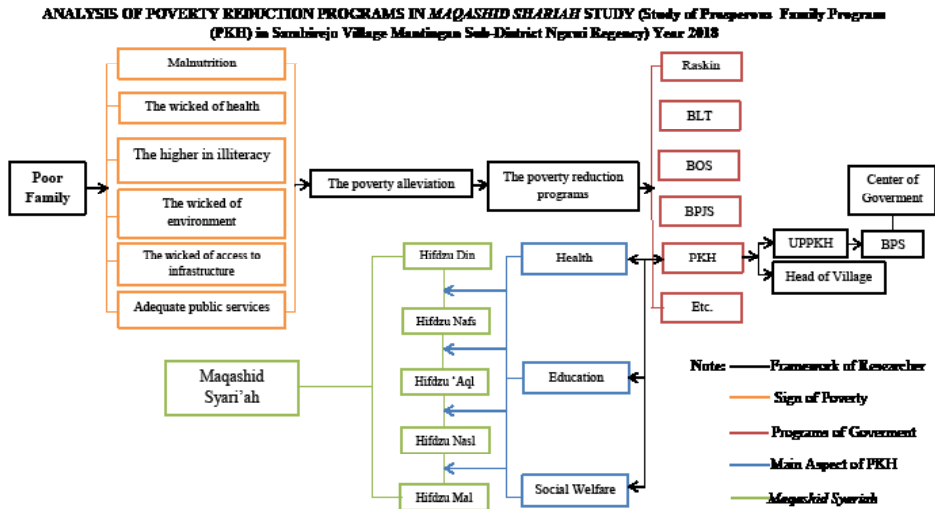 ANALYSIS OF POVERTY REDUCTION PROGRAMS IN MAQASHID SHARIAH STUDY (Study of Prosperous Family Program
(PKH) in Sambirejo Village Mantingan Sub-District Ngawi Regency) Year 2018
Poor
Family
Malnutrition
The wicked of health
The higher in illiteracy
The wicked of
environment
The wicked of access to
infrastructure
Adequate public services
The poverty alleviation
The poverty reduction
programs
Raskin
BLT
BOS
BPJS
PKH
Etc.
UPPKH
Head of Village
BPS
Center of
Goverment
Health
Education
Social Welfare
Hifdzu Din
Hifdzu Nafs
Hifdzu ‘Aql
Hifdzu Nasl
Hifdzu Mal
Maqashid
Syari’ah
Note:
Framework of Researcher
Sign of Poverty
Programs of Goverment
Main Aspect of PKH
Maqashid Syariah